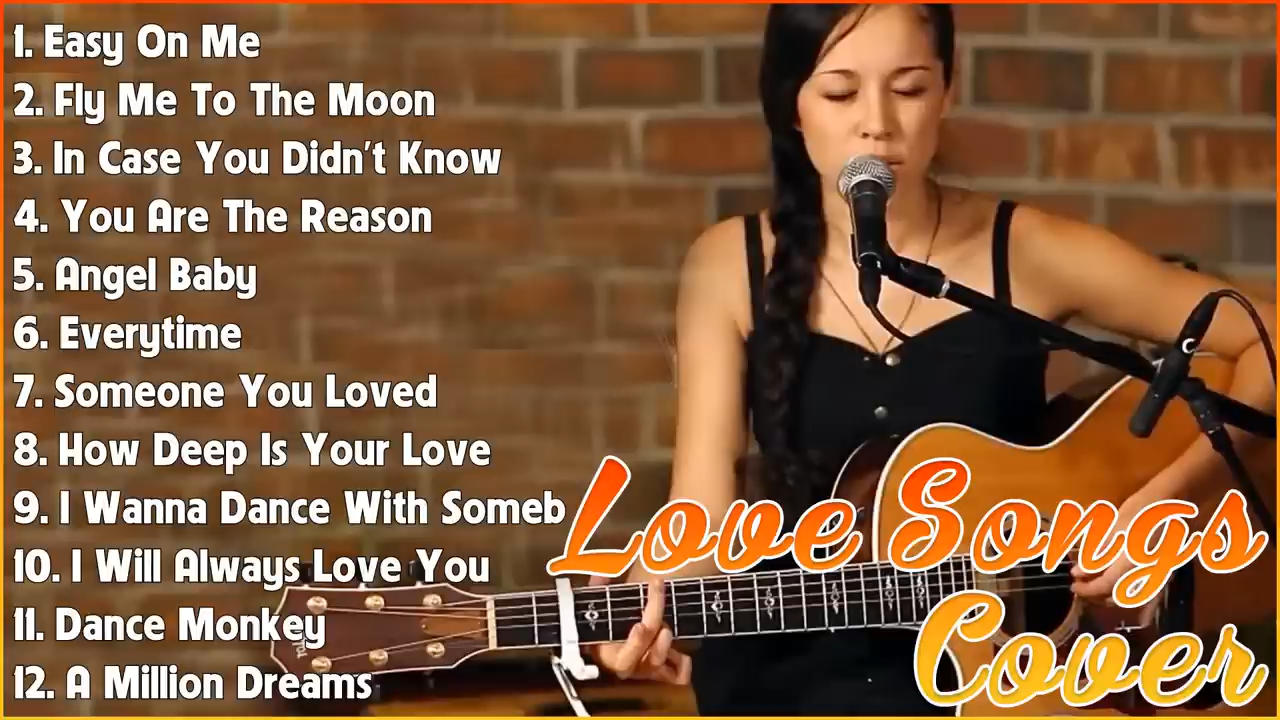 1. Easy On Me
2. Fly Me To The Moon
3. In Case You Didn't Know
4. You Are The Reason
5. Angel Baby
6. Everytime
7. Someone You Loved
8. How Deep Is Your Love
9. I Wanna Dance With Someb
10. I Will Always Love You
11. Dance Monkey
12. A Million Dreams
Love Songs
Cover